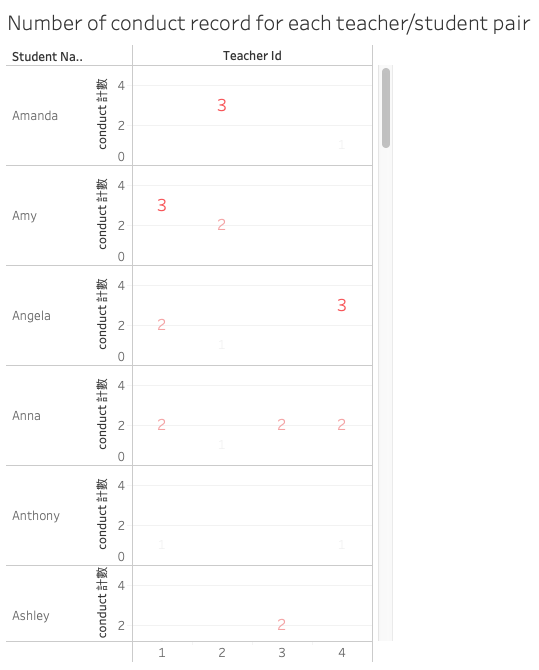 Number of conduct record for each teacher/student pair
Student Na.. Teacher Id
Amanda
conduct 計數
4
2
0
3
1
Amy
conduct 計數
4
2
0
3
2
Angela
conduct 計數
4
2
0
3
2
1
Anna
conduct 計數
4
2
0
2 2 2
1
Anthony
conduct 計數
4
2
0
1 1
Ashley
conduct 計數
4
2
2
1 2 3 4